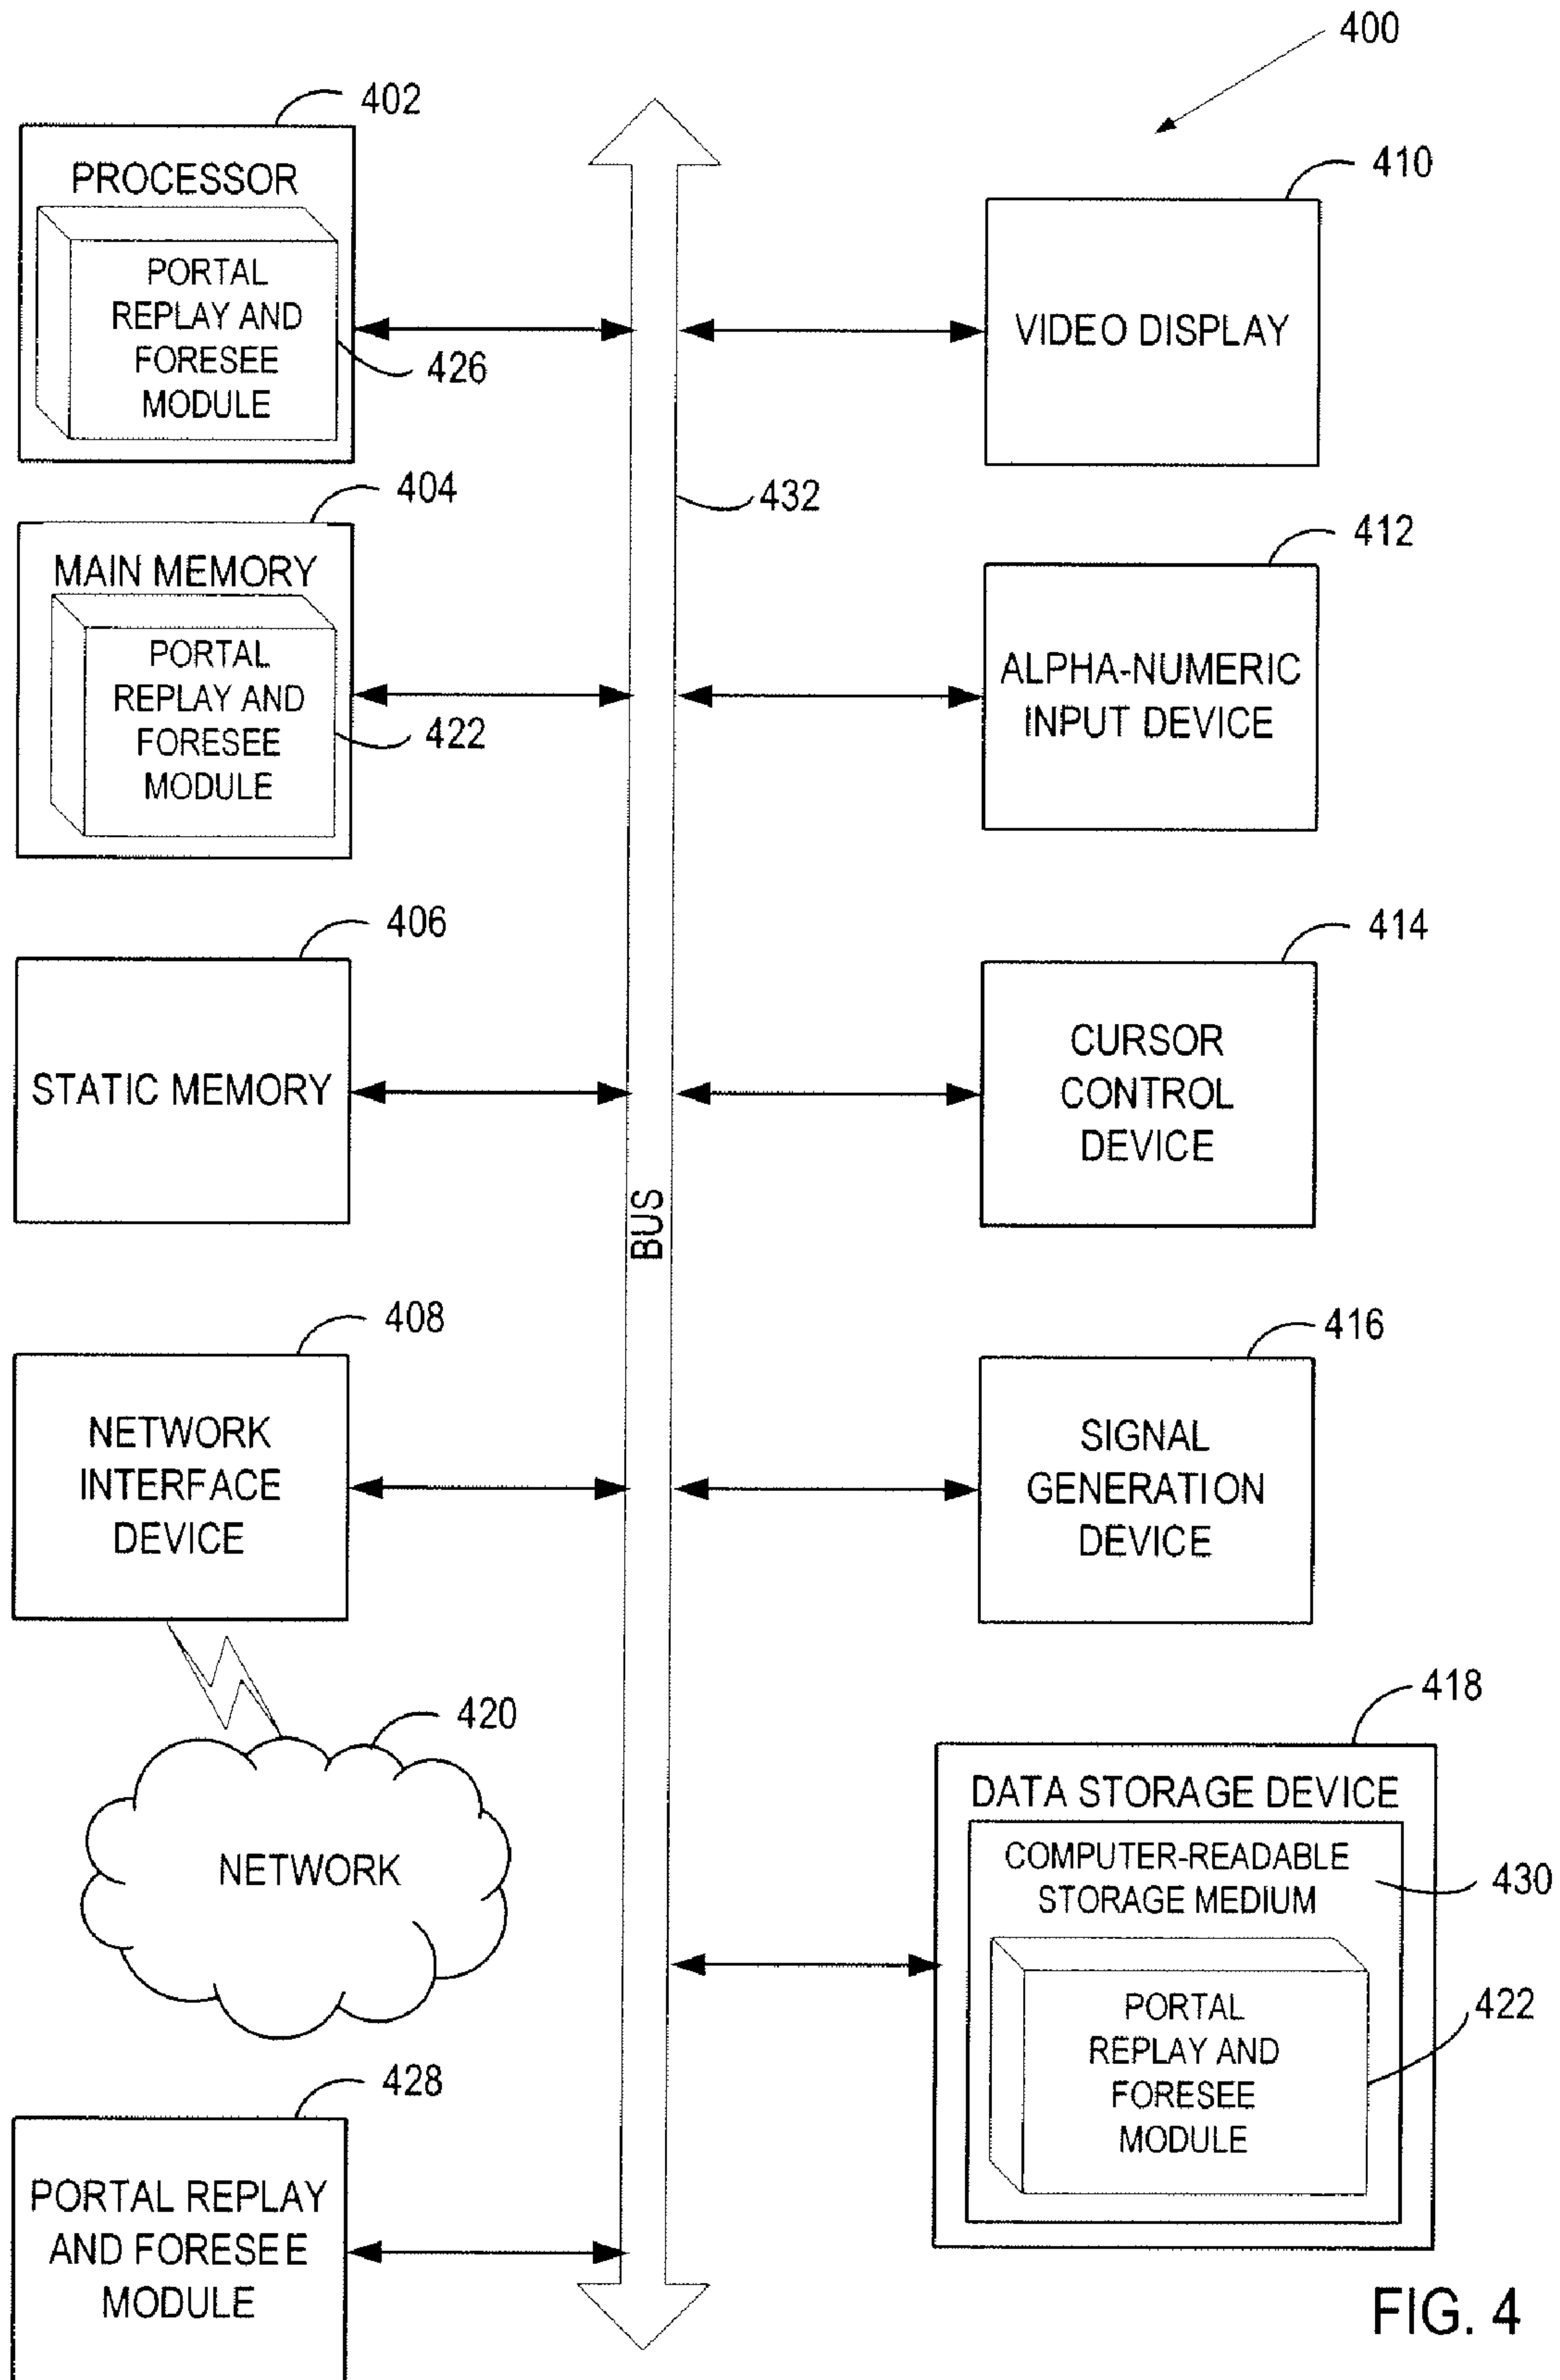 400
402
PROCESSOR
PORTAL
REPLAY AND
FORESEE
MODULE
426
410
VIDEO DISPLAY
432
404
MAIN MEMORY
PORTAL
REPLAY AND
FORESEE
MODULE
422
412
ALPHA-NUMERIC
INPUT DEVICE
406
STATIC MEMORY
414
CURSOR
CONTROL
DEVICE
BUS
408
NETWORK
INTERFACE
DEVICE
416
SIGNAL
GENERATION
DEVICE
420
NETWORK
418
DATA STORAGE DEVICE
COMPUTER-READABLE
STORAGE MEDIUM
430
PORTAL
REPLAY AND
FORESEE
MODULE
422
428
PORTAL REPLAY
AND FORESEE
MODULE
FIG. 4